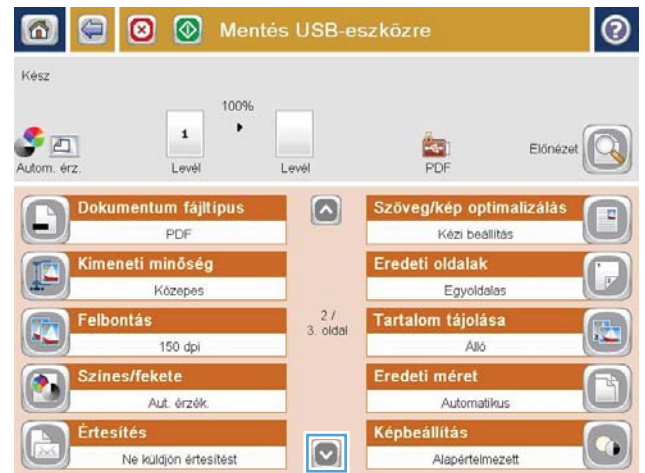 Mentés USB-eszközre
?
Kész
100%
1
Autom. érz.
Levél
Levél
PDF
Előnézet
Dokumentum fájltípus
PDF
Kimeneti minőség
Közepes
Felbontás
150 dpi
Színes/fekete
Aut. érzék.
Értesítés
Ne küldjön értesítést
2 /
3. oldal
Szöveg/kép optimalizálás
Kézi beállítás
Eredeti oldalak
Egyoldalas
Tartalom tájolása
Álló
Eredeti méret
Automatikus
Képbeállítás
Alapértelmezett